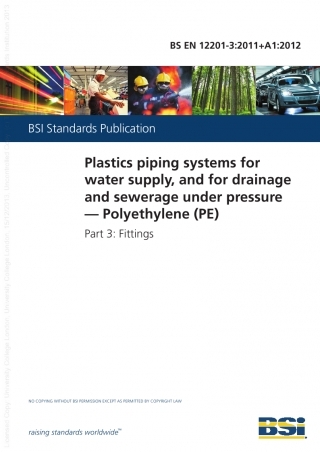 BS EN 12201-3:2011+A1:2012
BSI Standards Publication
Plastics piping systems for
water supply, and for drainage
and sewerage under pressure
— Polyethylene (PE)
Part 3: Fittings
NO COPYING WITHOUT BSI PERMISSION EXCEPT AS PERMITTED BY COPYRIGHT LAW
raising standards worldwide™
BSi